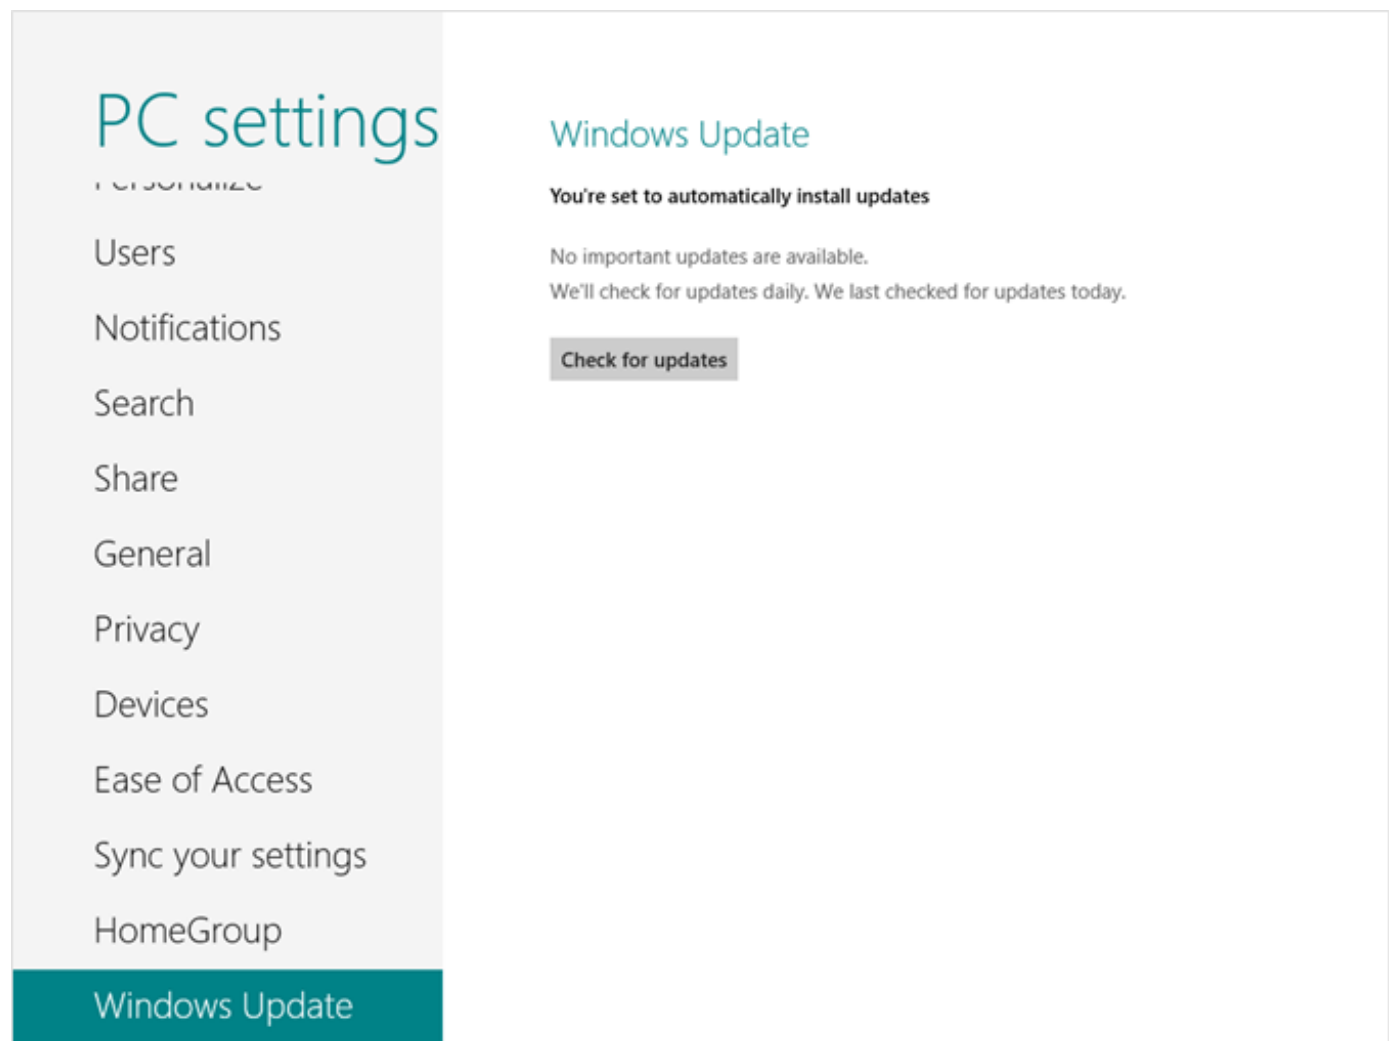 PC settings
Personalize
Users
Notifications
Search
Share
General
Privacy
Devices
Ease of Access
Sync your settings
HomeGroup
Windows Update
Windows Update
You're set to automatically install updates
No important updates are available.
We'll check for updates daily. We last checked for updates today.
Check for updates